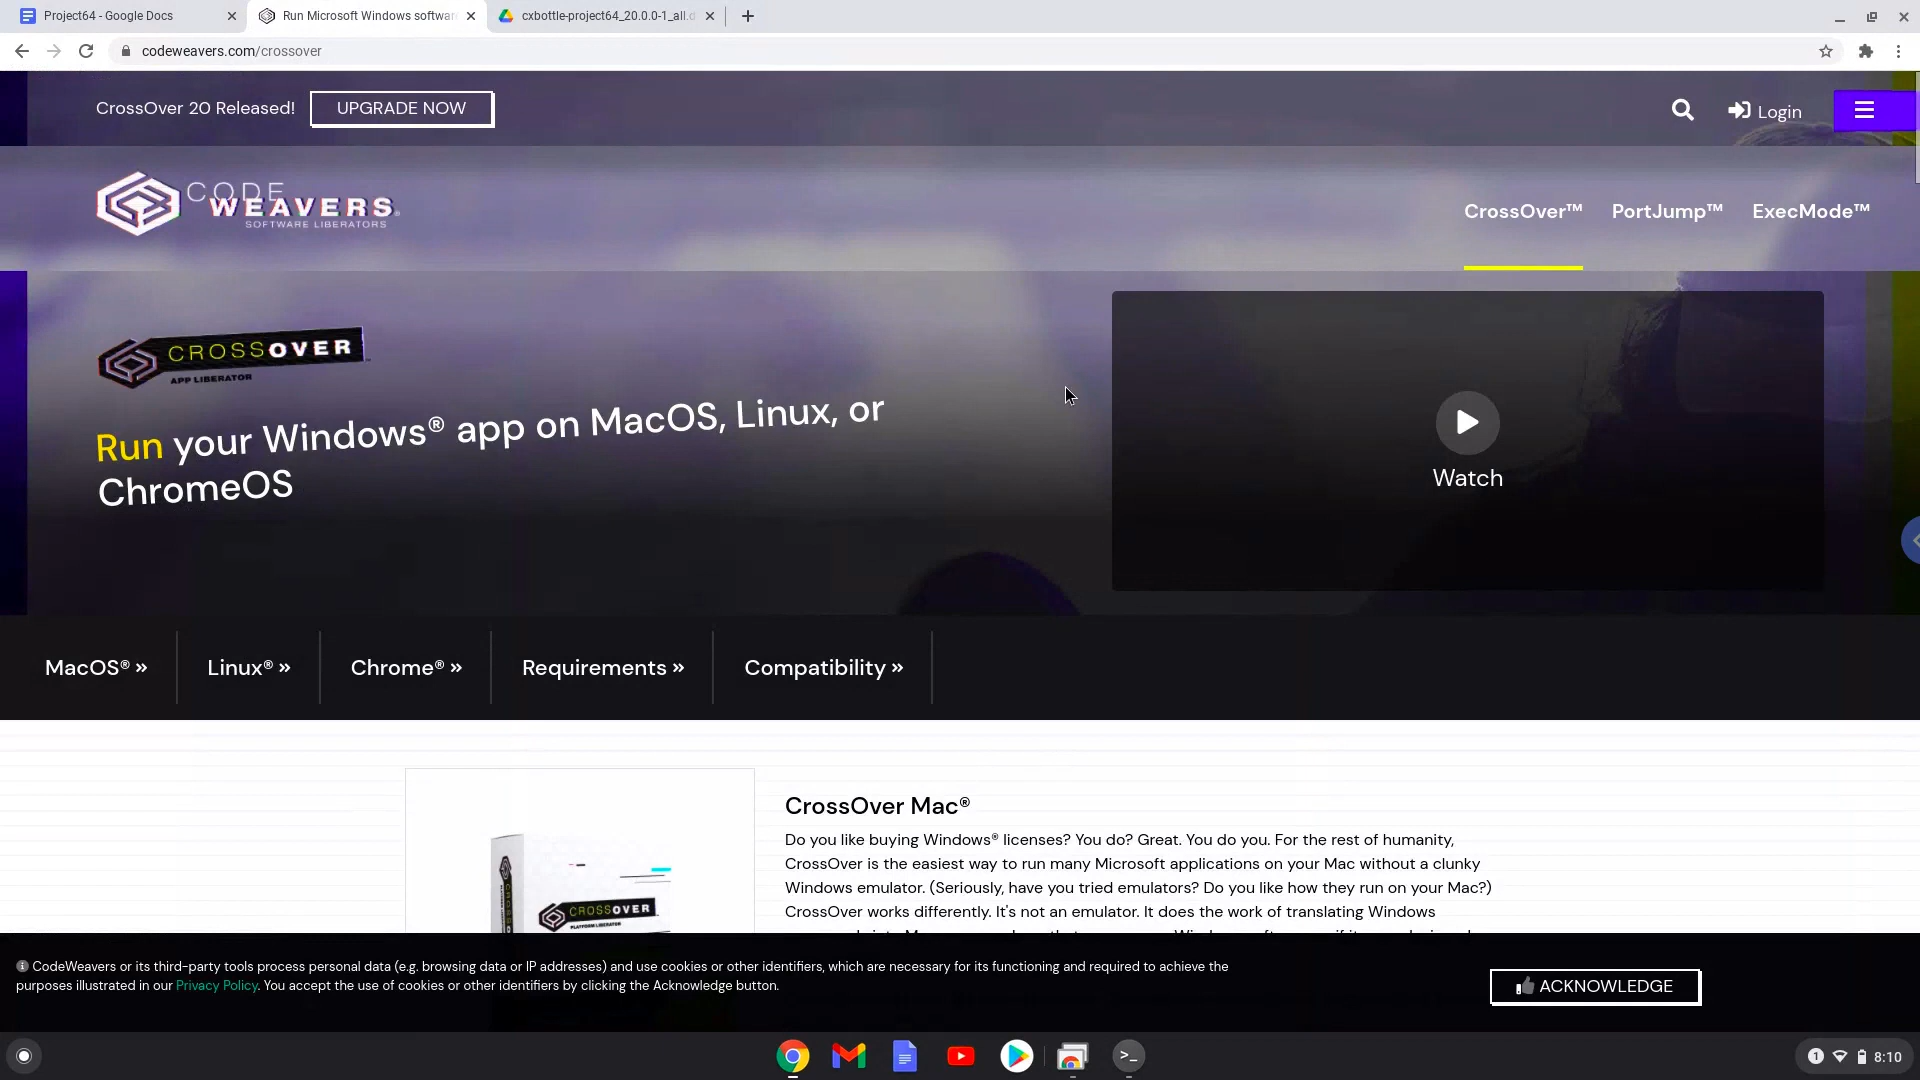 Project64 - Google Docs
Run Microsoft Windows softwar
cxbottle-project64_20.0.0-1_all.d
codeweavers.com/crossover
CrossOver 20 Released!
UPGRADE NOW
Login
CODE
WEAVERS
SOFTWARE LIBERATORS
CrossOver™
PortJump™
ExecMode™
CROSSOVER
APP LIBERATOR
Run your Windows® app on MacOS, Linux, or
ChromeOS
Watch
MacOS® »
Linux® »
Chrome® »
Requirements »
Compatibility »
CrossOver Mac®
Do you like buying Windows® licenses? You do? Great. You do you. For the rest of humanity,
CrossOver is the easiest way to run many Microsoft applications on your Mac without a clunky
Windows emulator. (Seriously, have you tried emulators? Do you like how they run on your Mac?)
CrossOver works differently. It's not an emulator. It does the work of translating Windows
CROSSOVER
PLATFORM LIBERATOR
CodeWeavers or its third-party tools process personal data (e.g. browsing data or IP addresses) and use cookies or other identifiers, which are necessary for its functioning and required to achieve the
purposes illustrated in our Privacy Policy. You accept the use of cookies or other identifiers by clicking the Acknowledge button.
ACKNOWLEDGE
1
8:10